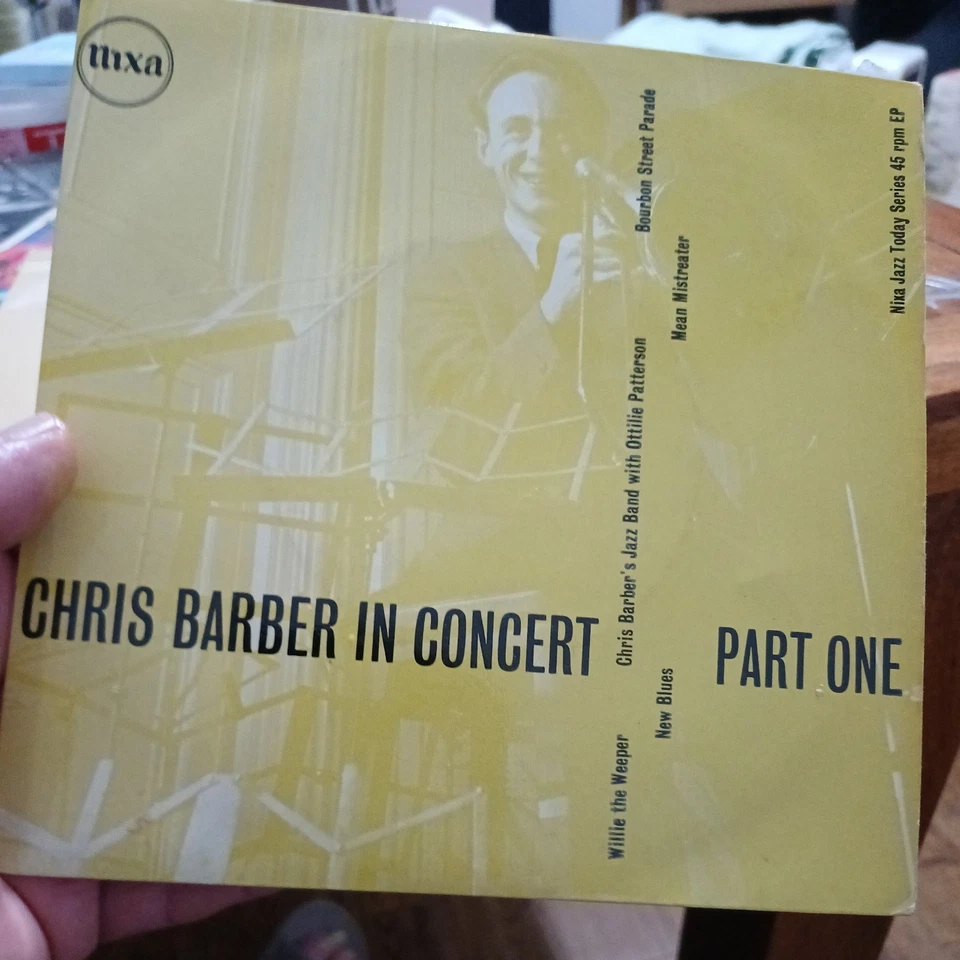 nixa
Bourbon Street Parade
Mean Mistreater
Nixa Jazz Today Series 45 rpm EP
Chris Barber's Jazz Band with Ottilie Patterson
CHRIS BARBER IN CONCERT
PART ONE
New Blues
Willie the Weeper